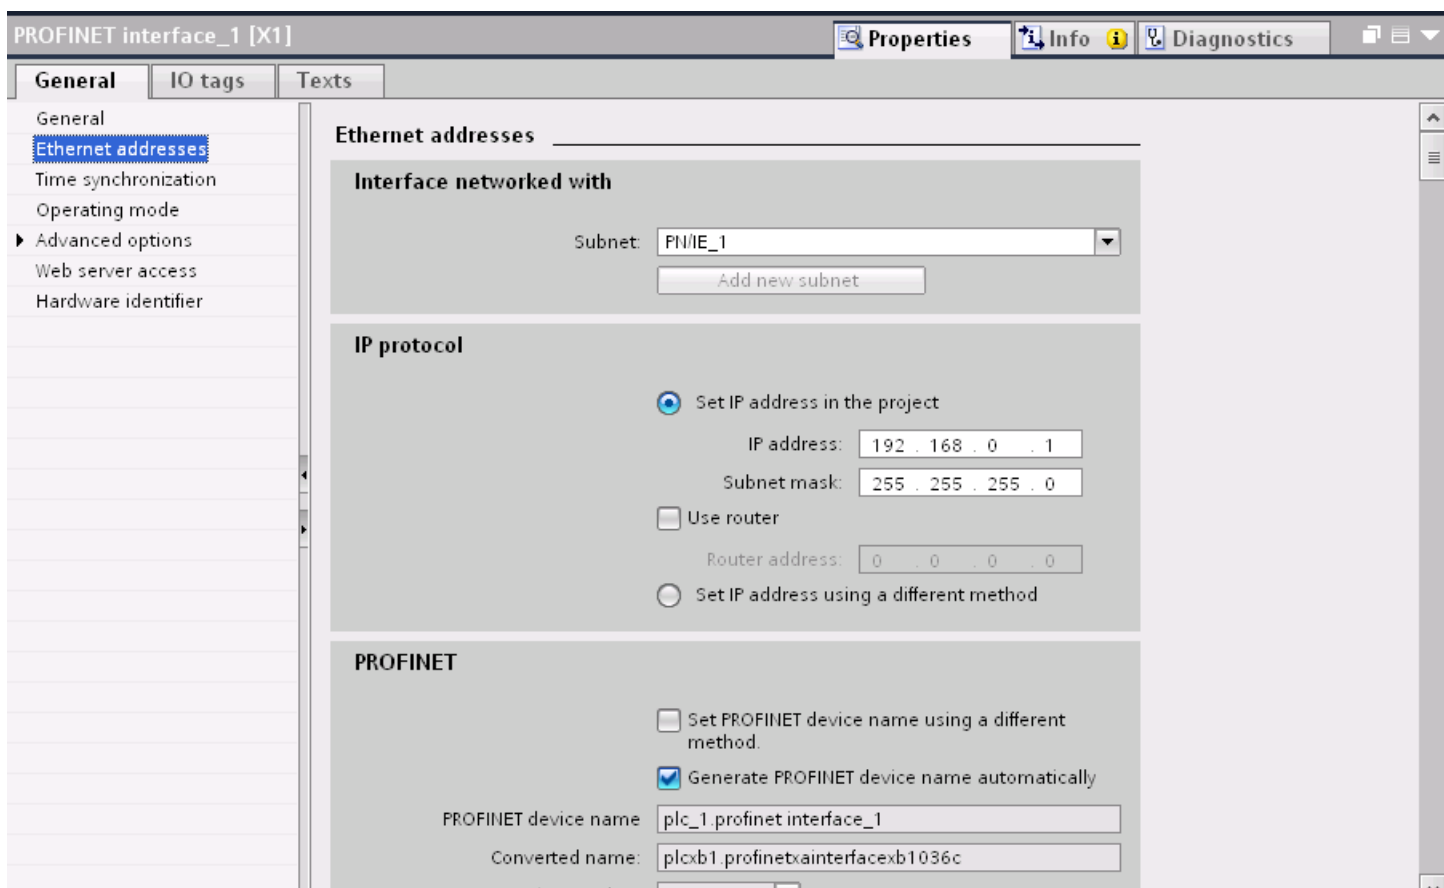 PROFINET interface_1 [X1]
Properties
Info
Diagnostics
General
IO tags
Texts
General
Ethernet addresses
Time synchronization
Operating mode
Advanced options
Web server access
Hardware identifier
Ethernet addresses
Interface networked with
Subnet: PN/IE_1
Add new subnet
IP protocol
Set IP address in the project
IP address: 192 . 168 . 0 . 1
Subnet mask: 255 . 255 . 255 . 0
Use router
Router address: 0 . 0 . 0 . 0
Set IP address using a different method
PROFINET
Set PROFINET device name using a different
method.
Generate PROFINET device name automatically
PROFINET device name plc_1.profinet interface_1
Converted name: plcxb1.profinetxainterfacexb1036c